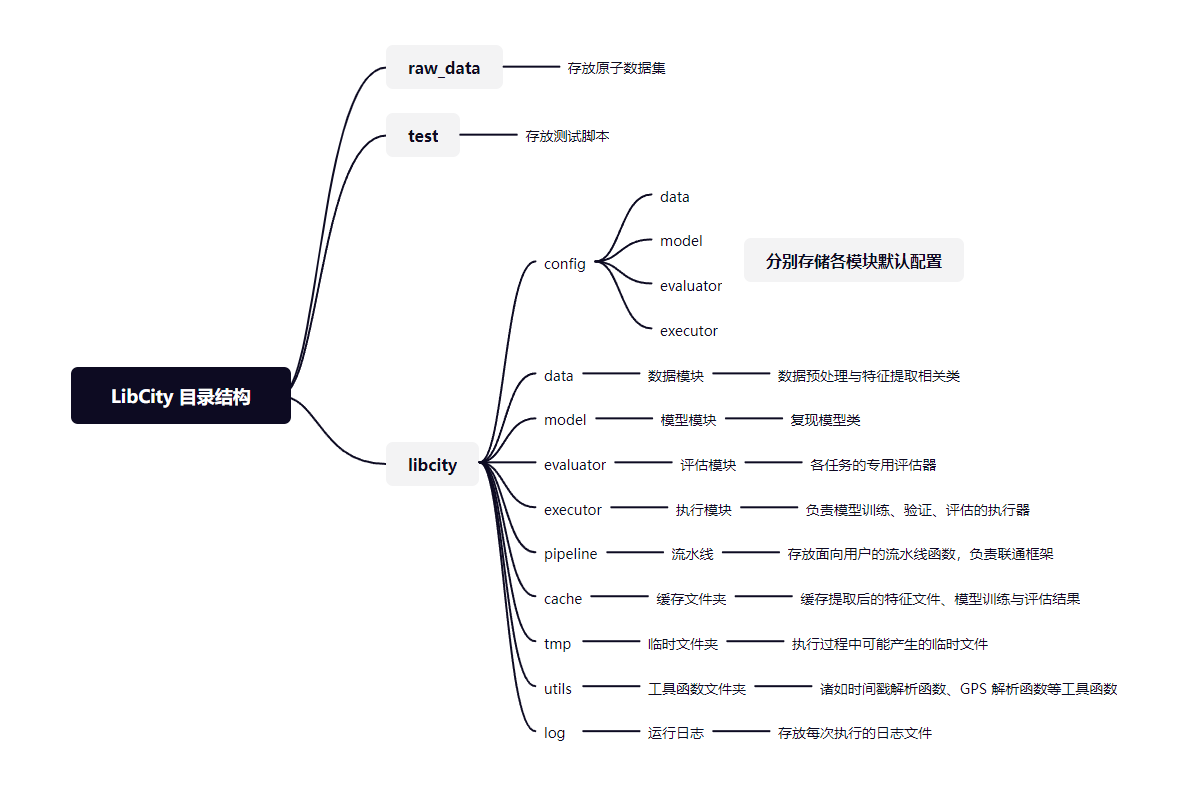 LibCity 目录结构
raw_data
存放原子数据集
test
存放测试脚本
libcity
config
data
model
evaluator
executor
分别存储各模块默认配置
data 数据模块 数据预处理与特征提取相关类
model 模型模块 复现模型类
evaluator 评估模块 各任务的专用评估器
executor 执行模块 负责模型训练、验证、评估的执行器
pipeline 流水线 存放面向用户的流水线函数，负责联通框架
cache 缓存文件夹 缓存提取后的特征文件、模型训练与评估结果
tmp 临时文件夹 执行过程中可能产生的临时文件
utils 工具函数文件夹 诸如时间戳解析函数、GPS 解析函数等工具函数
log 运行日志 存放每次执行的日志文件